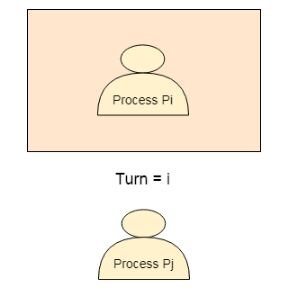 Process Pi
Turn = i
Process Pj